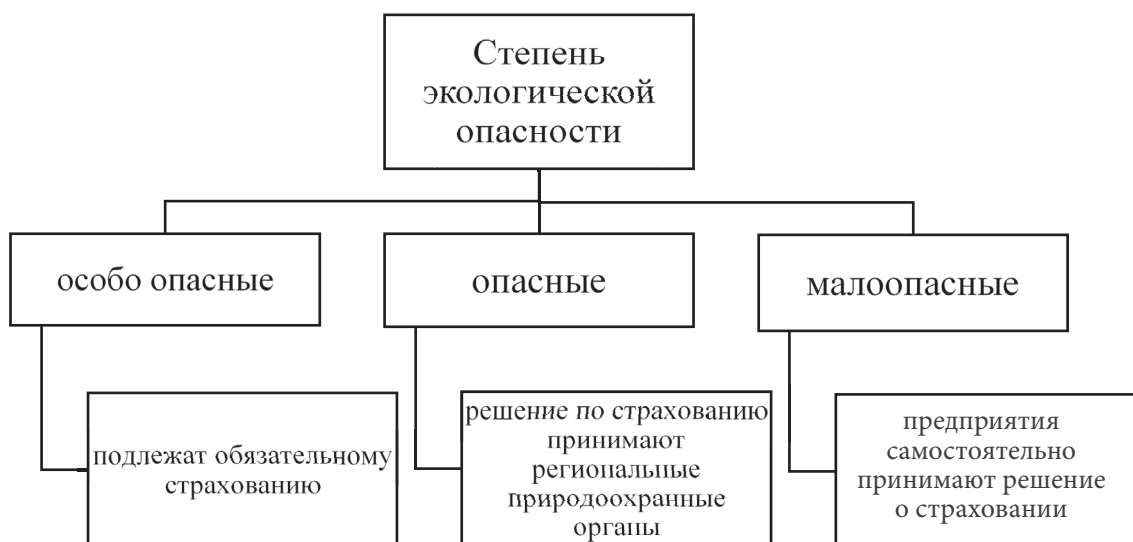 Степень
экологической
опасности
особо опасные
опасные
малоопасные
подлежат обязательному
страхованию
решение по страхованию
принимают
региональные
природоохранные
органы
предприятия
самостоятельно
принимают решение
о страховании